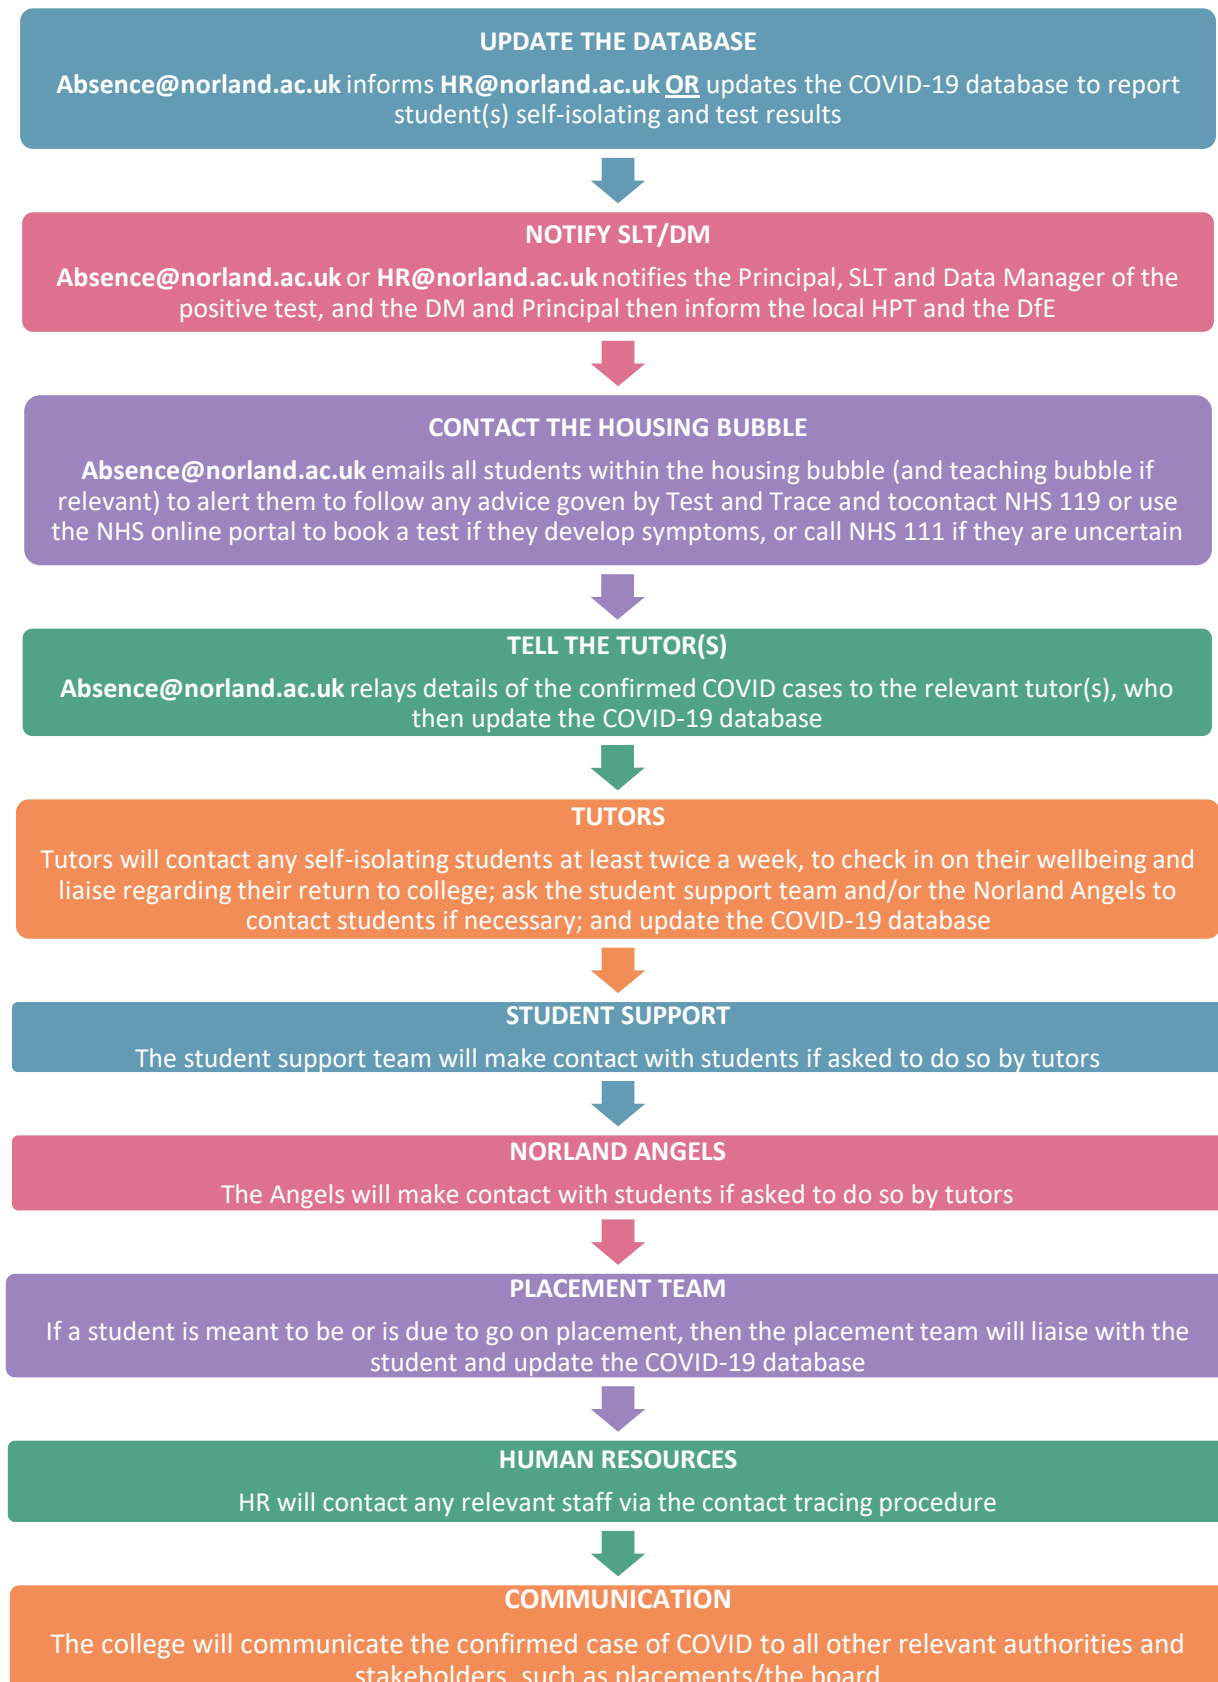 UPDATE THE DATABASE
Absence@norland.ac.uk informs HR@norland.ac.uk OR updates the COVID-19 database to report
student(s) self-isolating and test results
NOTIFY SLT/DM
Absence@norland.ac.uk or HR@norland.ac.uk notifies the Principal, SLT and Data Manager of the
positive test, and the DM and Principal then inform the local HPT and the DfE
CONTACT THE HOUSING BUBBLE
Absence@norland.ac.uk emails all students within the housing bubble (and teaching bubble if
relevant) to alert them to follow any advice goven by Test and Trace and tocontact NHS 119 or use
the NHS online portal to book a test if they develop symptoms, or call NHS 111 if they are uncertain
TELL THE TUTOR(S)
Absence@norland.ac.uk relays details of the confirmed COVID cases to the relevant tutor(s), who
then update the COVID-19 database
TUTORS
Tutors will contact any self-isolating students at least twice a week, to check in on their wellbeing and
liaise regarding their return to college; ask the student support team and/or the Norland Angels to
contact students if necessary; and update the COVID-19 database
STUDENT SUPPORT
The student support team will make contact with students if asked to do so by tutors
NORLAND ANGELS
The Angels will make contact with students if asked to do so by tutors
PLACEMENT TEAM
If a student is meant to be or is due to go on placement, then the placement team will liaise with the
student and update the COVID-19 database
HUMAN RESOURCES
HR will contact any relevant staff via the contact tracing procedure
COMMUNICATION
The college will communicate the confirmed case of COVID to all other relevant authorities and
stakeholders, such as placements/the board